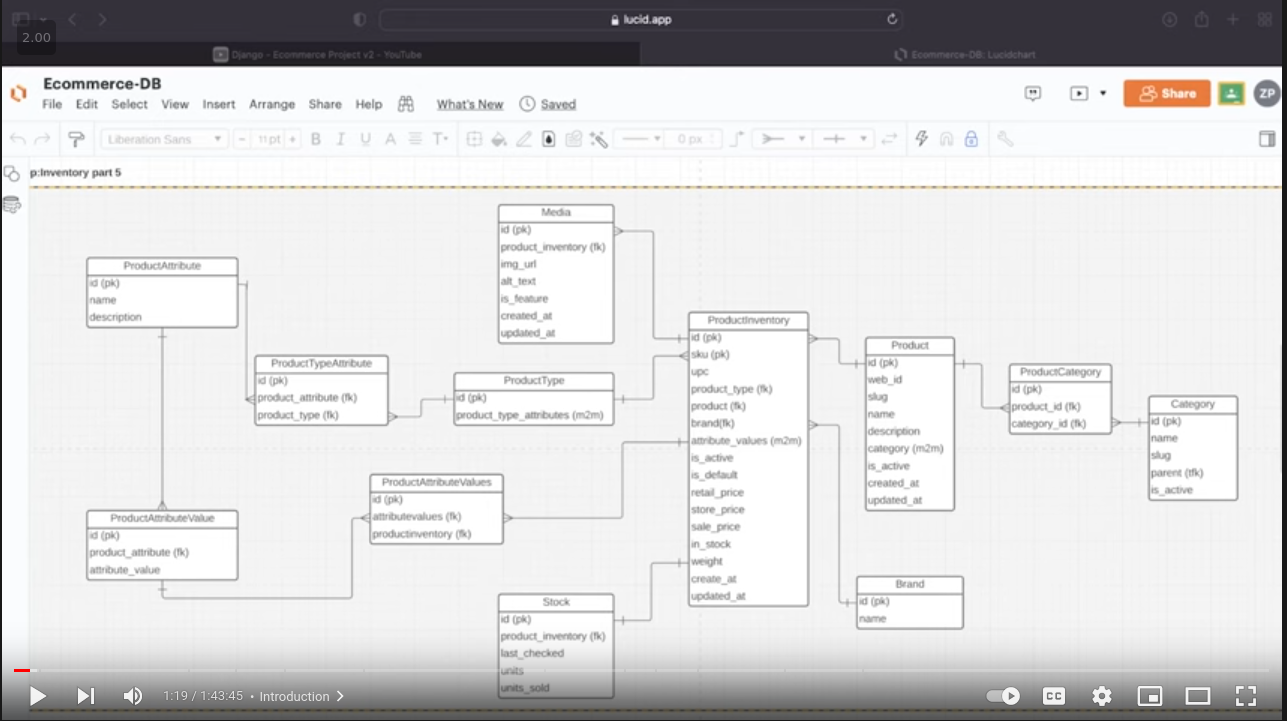 2.00
lucid.app
Django - Ecommerce Project v2 - YouTube
Ecommerce-DB: Lucidchart
Ecommerce-DB
File Edit Select View Insert Arrange Share Help What's New Saved
Share
ZP
Liberation Sans
− 11 pt +
B I U A T
0 px
p:Inventory part 5
Media
id (pk)
product_inventory (fk)
img_url
alt_text
is_feature
created_at
updated_at
ProductAttribute
id (pk)
name
description
ProductTypeAttribute
id (pk)
product_attribute (fk)
product_type (fk)
ProductType
id (pk)
product_type_attributes (m2m)
ProductInventory
id (pk)
sku (pk)
upc
product_type (fk)
product (fk)
brand(fk)
attribute_values (m2m)
is_active
is_default
retail_price
store_price
sale_price
in_stock
weight
create_at
updated_at
Product
id (pk)
web_id
slug
name
description
category (m2m)
is_active
created_at
updated_at
ProductCategory
id (pk)
product_id (fk)
category_id (fk)
Category
id (pk)
name
slug
parent (tfk)
is_active
ProductAttributeValues
id (pk)
attributevalues (fk)
productinventory (fk)
ProductAttributeValue
id (pk)
product_attribute (fk)
attribute_value
Stock
id (pk)
product_inventory (fk)
last_checked
units
units_sold
Brand
id (pk)
name
1:19 / 1:43:45 • Introduction
CC